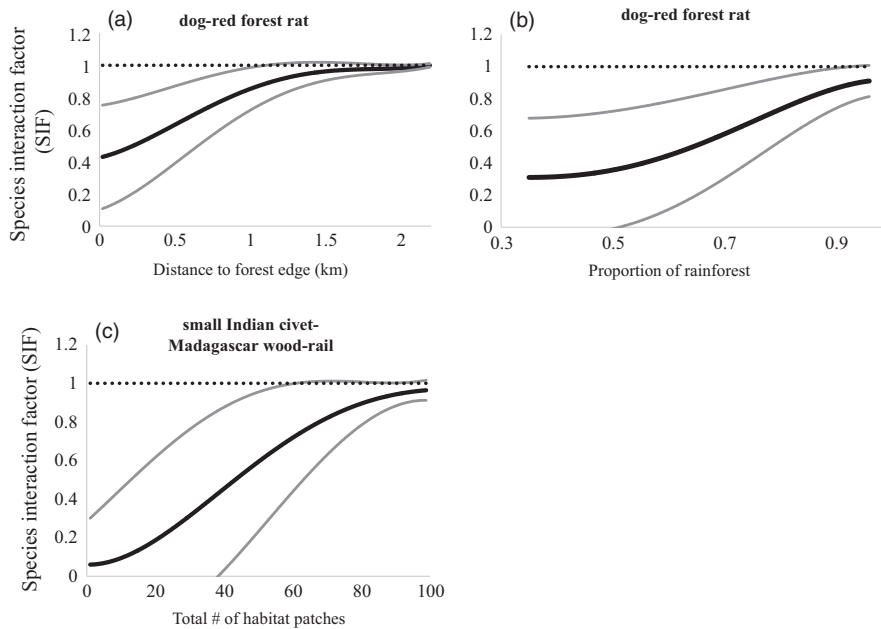 (a)
dog-red forest rat
Species interaction factor
(SIF)
1.2
1
0.8
0.6
0.4
0.2
0
0
0.5
1
1.5
2
Distance to forest edge (km)
(b)
dog-red forest rat
1.2
1
0.8
0.6
0.4
0.2
0
0.3
0.5
0.7
0.9
Proportion of rainforest
(c)
small Indian civet-
Madagascar wood-rail
Species interaction factor (SIF)
1.2
1
0.8
0.6
0.4
0.2
0
0
20
40
60
80
100
Total # of habitat patches